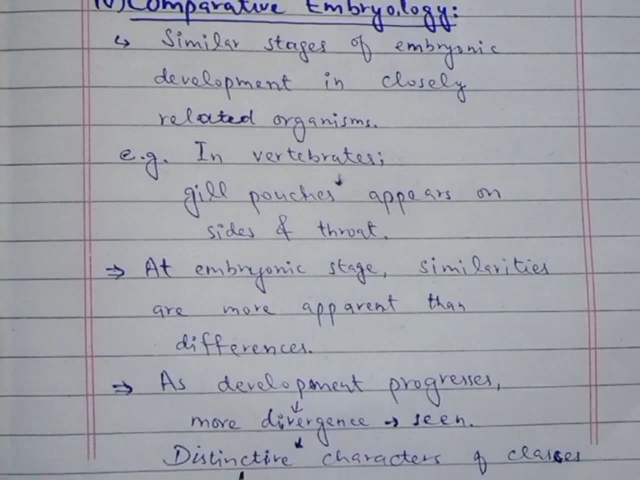 iv) Comparative Embryology:
↳ Similar stages of embryonic
development in closely
related organisms.
e.g. In vertebrates;
gill pouches appears on
sides & throat.
⇒ At embryonic stage, similarities
are more apparent than
differences.
⇒ As development progresses,
more divergence → seen.
Distinctive characters of classes